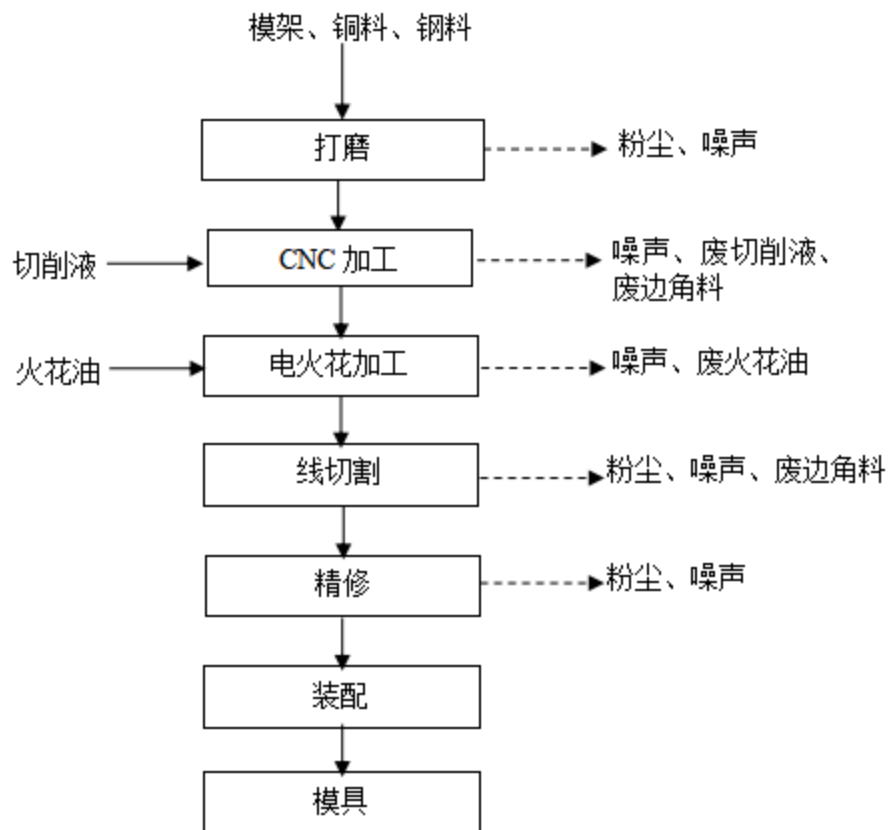 模架、铜料、钢料
打磨
粉尘、噪声
切削液
CNC 加工
噪声、废切削液、
废边角料
火花油
电火花加工
噪声、废火花油
线切割
粉尘、噪声、废边角料
精修
粉尘、噪声
装配
模具